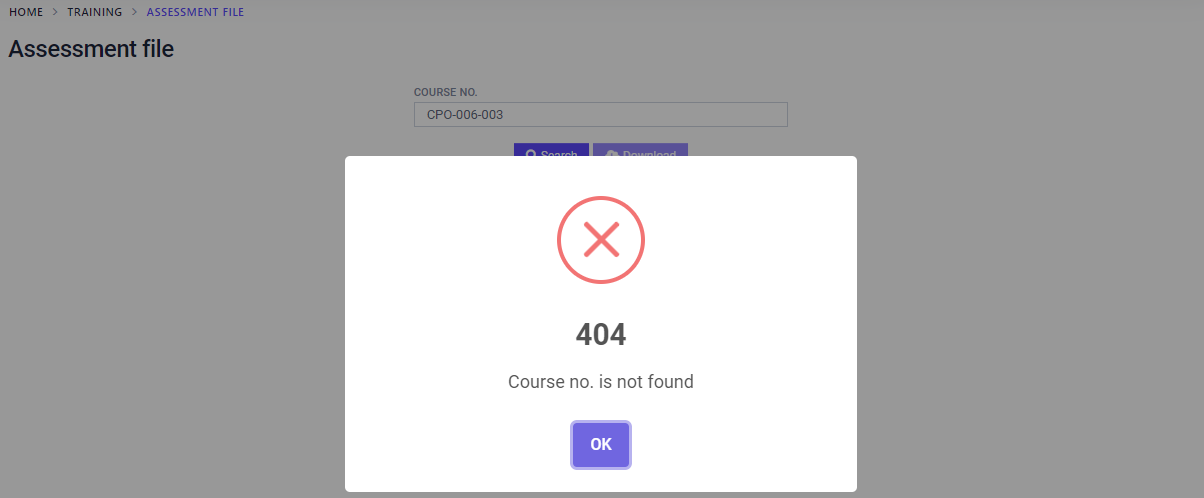 HOME > TRAINING > ASSESSMENT FILE
Assessment file
COURSE NO.
CPO-006-003
Search Download
404
Course no. is not found
OK